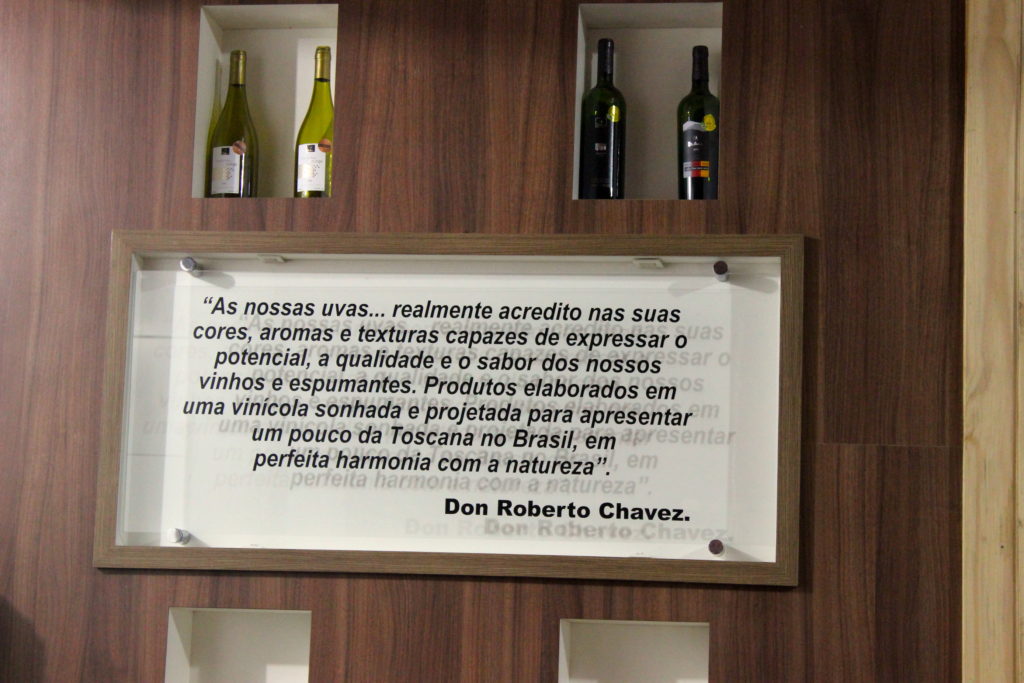 “As nossas uvas... realmente acredito nas suas
cores, aromas e texturas capazes de expressar o
potencial, a qualidade e o sabor dos nossos
vinhos e espumantes. Produtos elaborados em
uma vinícola sonhada e projetada para apresentar
um pouco da Toscana no Brasil, em
perfeita harmonia com a natureza”.
Don Roberto Chavez.